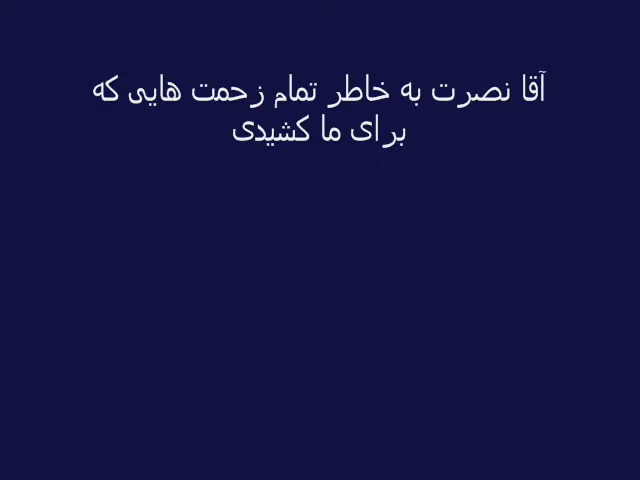 آقا نصرت به خاطر تمام زحمت هایی که
برای ما کشیدی